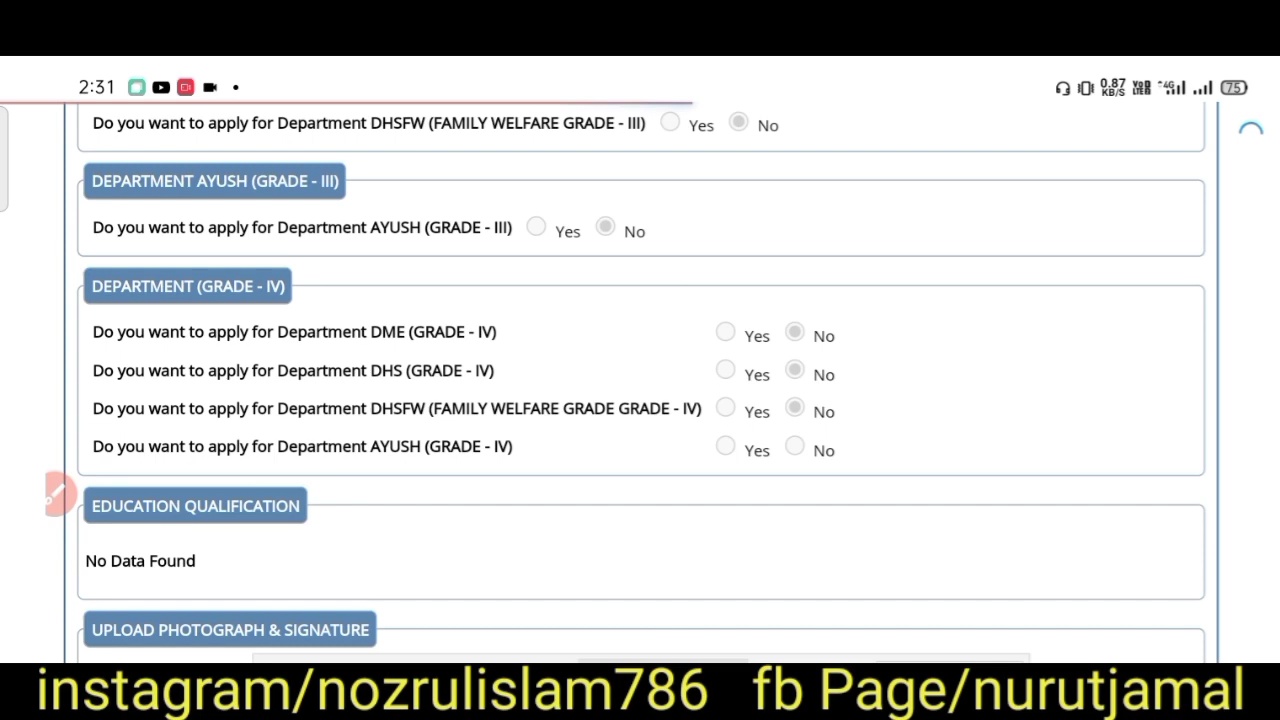 2:31 0.87 KB/S 4G 75
Do you want to apply for Department DHSFW (FAMILY WELFARE GRADE - III) Yes No
DEPARTMENT AYUSH (GRADE - III)
Do you want to apply for Department AYUSH (GRADE - III) Yes No
DEPARTMENT (GRADE - IV)
Do you want to apply for Department DME (GRADE - IV) Yes No
Do you want to apply for Department DHS (GRADE - IV) Yes No
Do you want to apply for Department DHSFW (FAMILY WELFARE GRADE GRADE - IV) Yes No
Do you want to apply for Department AYUSH (GRADE - IV) Yes No
EDUCATION QUALIFICATION
No Data Found
UPLOAD PHOTOGRAPH & SIGNATURE
instagram/nozrulislam786 fb Page/nurutjamal